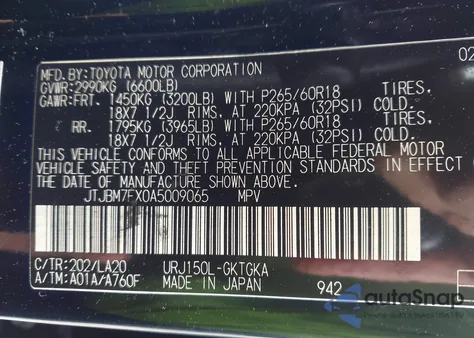 02
MFD.BY:TOYOTA MOTOR CORPORATION
GVWR:2990KG (6600LB)
GAWR:FRT. 1450KG (3200LB) WITH P265/60R18 TIRES,
18X7 1/2J RIMS, AT 220KPA (32PSI) COLD.
RR. 1795KG (3965LB) WITH P265/60R18 TIRES,
18X7 1/2J RIMS, AT 220KPA (32PSI) COLD.
THIS VEHICLE CONFORMS TO ALL APPLICABLE FEDERAL MOTOR
VEHICLE SAFETY AND THEFT PREVENTION STANDARDS IN EFFECT
THE DATE OF MANUFACTURE SHOWN ABOVE.
JTJBM7FX0A5009065 MPV
C/TR:202/LA20 URJ150L-GKTGKA
A/TM:A01A/A760F MADE IN JAPAN 942
autoSnap